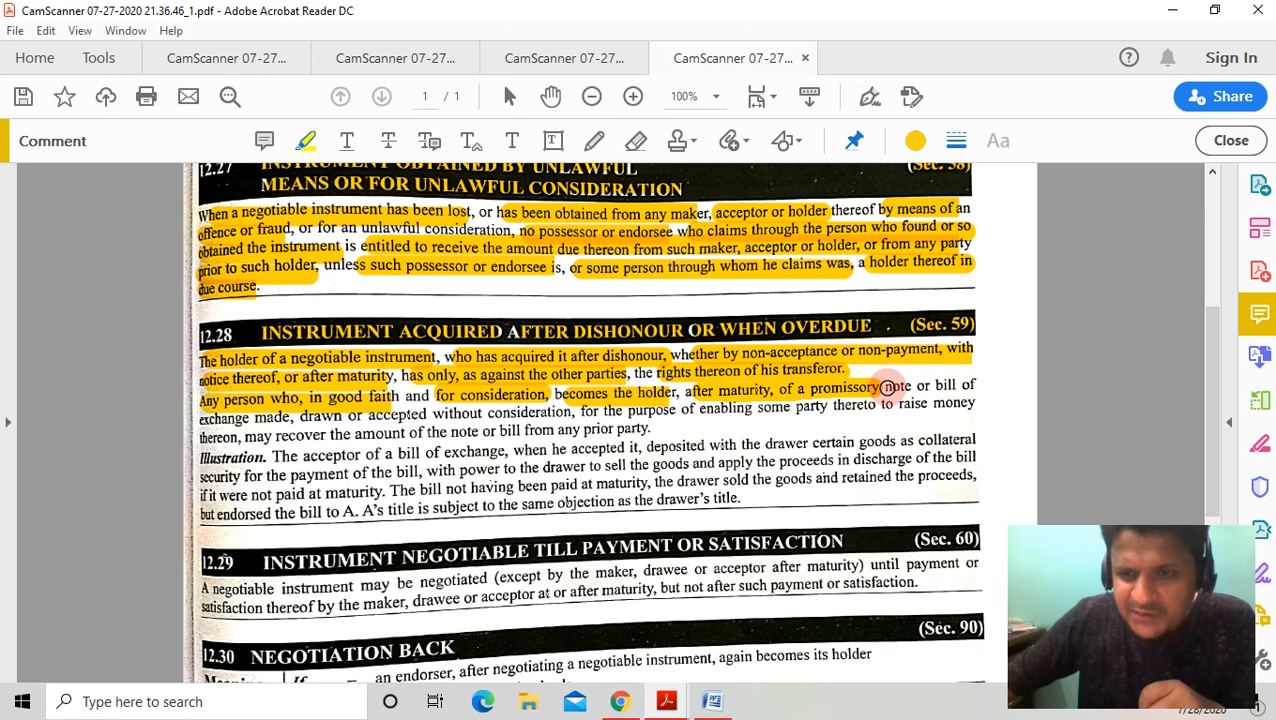 CamScanner 07-27-2020 21.36.46_1.pdf - Adobe Acrobat Reader DC
File Edit View Window Help
Home Tools CamScanner 07-27... CamScanner 07-27... CamScanner 07-27... CamScanner 07-27... × Sign In
1 / 1 100% Share
Comment Aa Close
12.27 INSTRUMENT OBTAINED BY UNLAWFUL (Sec. 58)
MEANS OR FOR UNLAWFUL CONSIDERATION
When a negotiable instrument has been lost, or has been obtained from any maker, acceptor or holder thereof by means of an
offence or fraud, or for an unlawful consideration, no possessor or endorsee who claims through the person who found or so
obtained the instrument is entitled to receive the amount due thereon from such maker, acceptor or holder, or from any party
prior to such holder, unless such possessor or endorsee is, or some person through whom he claims was, a holder thereof in
due course.
12.28 INSTRUMENT ACQUIRED AFTER DISHONOUR OR WHEN OVERDUE . (Sec. 59)
The holder of a negotiable instrument, who has acquired it after dishonour, whether by non-acceptance or non-payment, with
notice thereof, or after maturity, has only, as against the other parties, the rights thereon of his transferor.
Any person who, in good faith and for consideration, becomes the holder, after maturity, of a promissory note or bill of
exchange made, drawn or accepted without consideration, for the purpose of enabling some party thereto to raise money
thereon, may recover the amount of the note or bill from any prior party.
Illustration. The acceptor of a bill of exchange, when he accepted it, deposited with the drawer certain goods as collateral
security for the payment of the bill, with power to the drawer to sell the goods and apply the proceeds in discharge of the bill
if it were not paid at maturity. The bill not having been paid at maturity, the drawer sold the goods and retained the proceeds,
but endorsed the bill to A. A's title is subject to the same objection as the drawer's title.
12.29 INSTRUMENT NEGOTIABLE TILL PAYMENT OR SATISFACTION (Sec. 60)
A negotiable instrument may be negotiated (except by the maker, drawee or acceptor after maturity) until payment or
satisfaction thereof by the maker, drawee or acceptor at or after maturity, but not after such payment or satisfaction.
12.30 NEGOTIATION BACK (Sec. 90)
If an endorser, after negotiating a negotiable instrument, again becomes its holder
Type here to search
7/28/2020